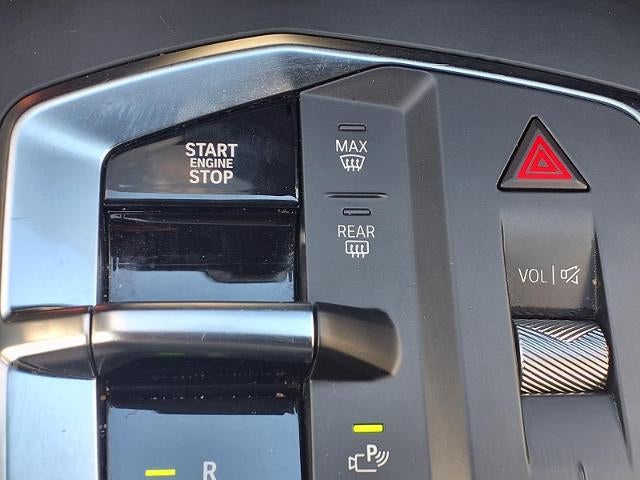 START
ENGINE
STOP
MAX
REAR
VOL
P
R